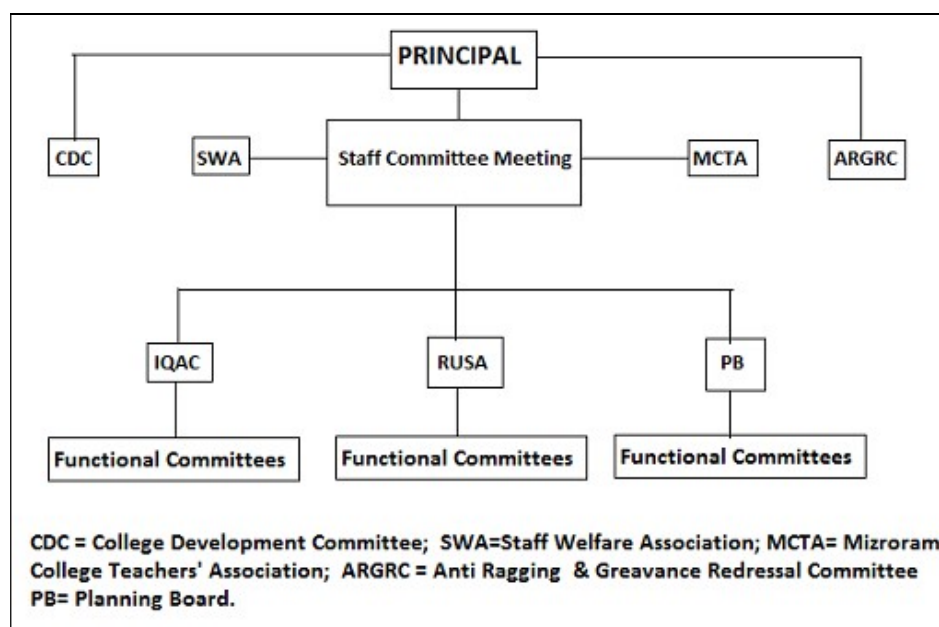 PRINCIPAL
CDC
SWA
Staff Committee Meeting
MCTA
ARGRC
IQAC
RUSA
PB
Functional Committees
Functional Committees
Functional Committees
CDC = College Development Committee; SWA=Staff Welfare Association; MCTA= Mizroram
College Teachers' Association; ARGRC = Anti Ragging & Greavance Redressal Committee
PB= Planning Board.